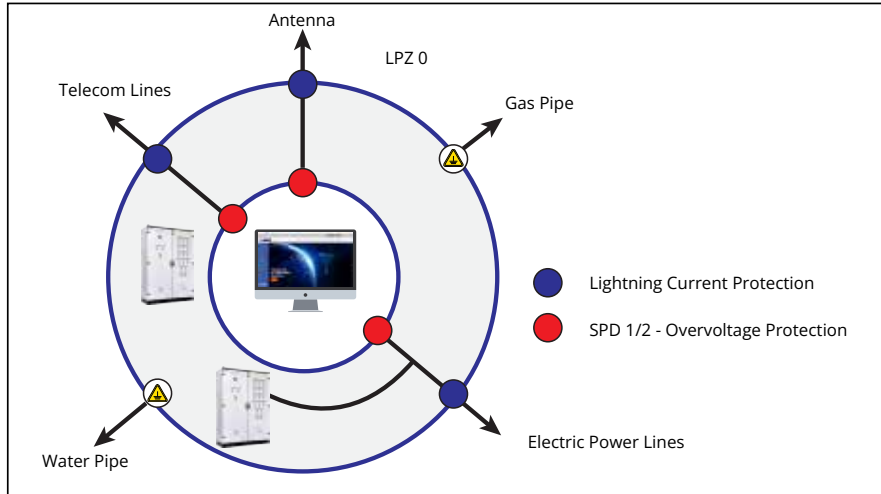 Antenna
LPZ 0
Telecom Lines
Gas Pipe
Lightning Current Protection
SPD 1/2 - Overvoltage Protection
Water Pipe
Electric Power Lines